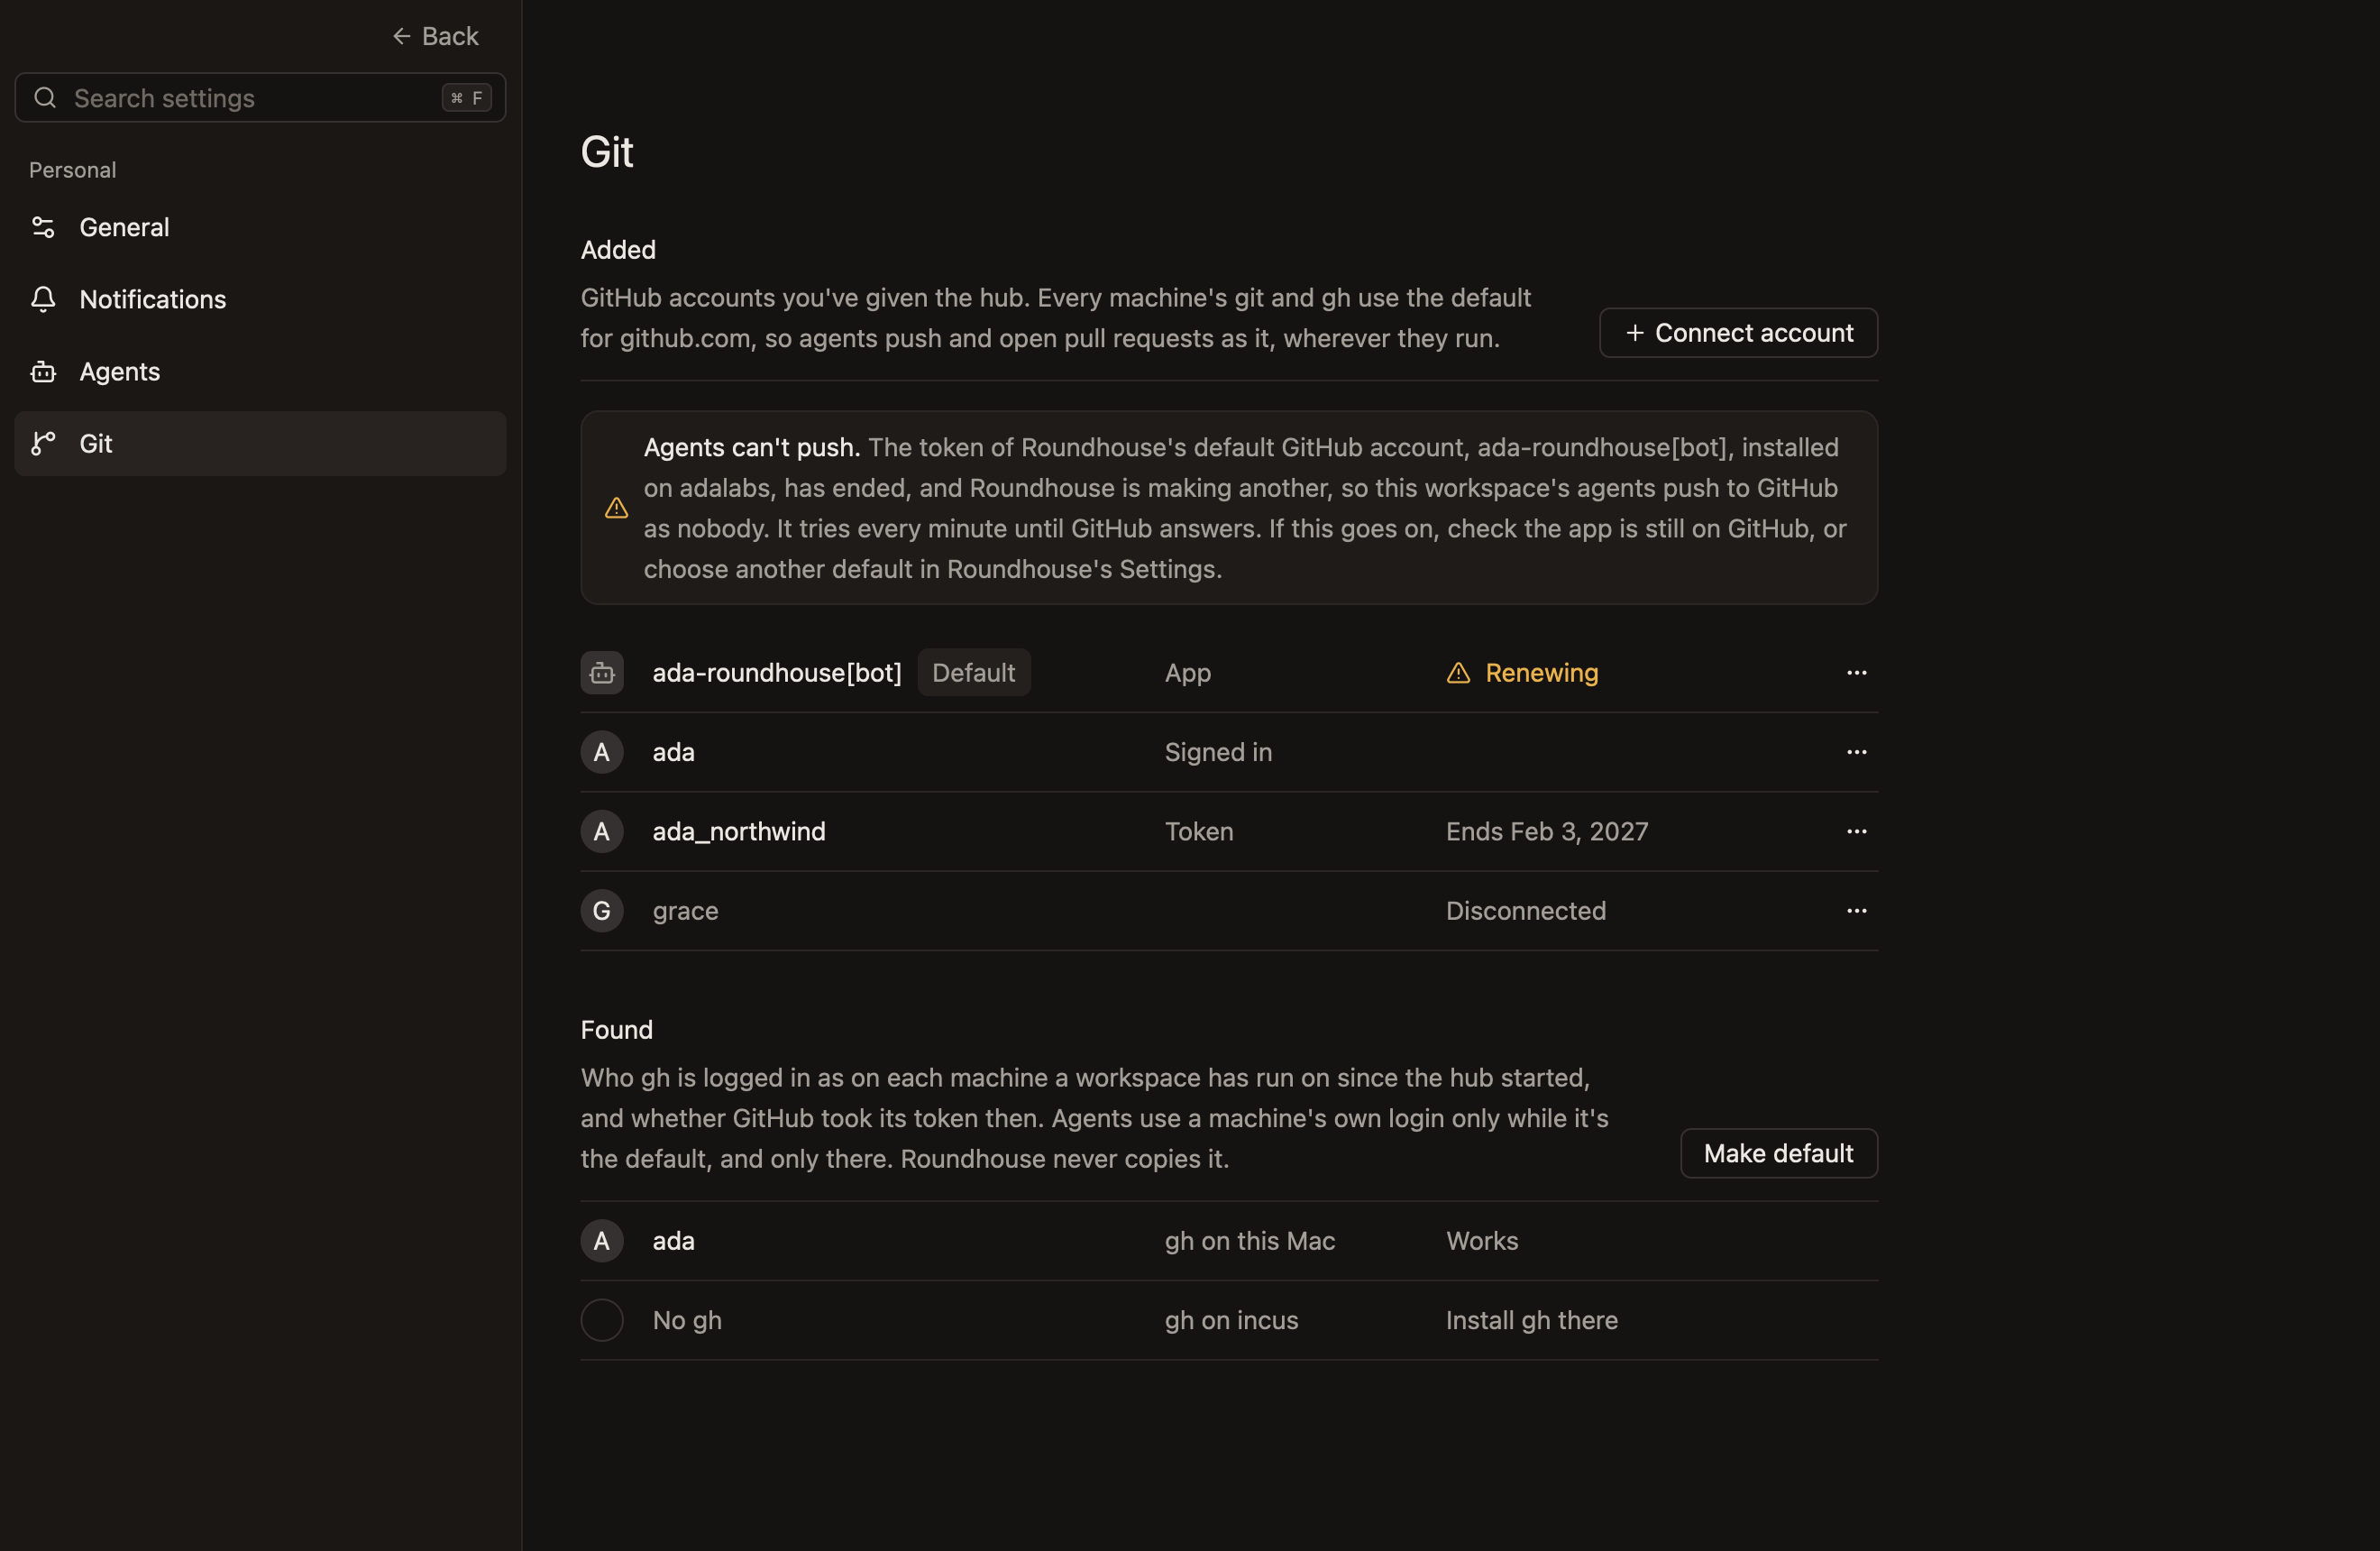 ← Back
Search settings ⌘ F
Personal
General
Notifications
Agents
Git
Git
Added
GitHub accounts you've given the hub. Every machine's git and gh use the default
for github.com, so agents push and open pull requests as it, wherever they run.
+ Connect account
Agents can't push. The token of Roundhouse's default GitHub account, ada-roundhouse[bot], installed
on adalabs, has ended, and Roundhouse is making another, so this workspace's agents push to GitHub
as nobody. It tries every minute until GitHub answers. If this goes on, check the app is still on GitHub, or
choose another default in Roundhouse's Settings.
ada-roundhouse[bot] Default App Renewing ···
A ada Signed in ···
A ada_northwind Token Ends Feb 3, 2027 ···
G grace Disconnected ···
Found
Who gh is logged in as on each machine a workspace has run on since the hub started,
and whether GitHub took its token then. Agents use a machine's own login only while it's
the default, and only there. Roundhouse never copies it.
Make default
A ada gh on this Mac Works
No gh gh on incus Install gh there